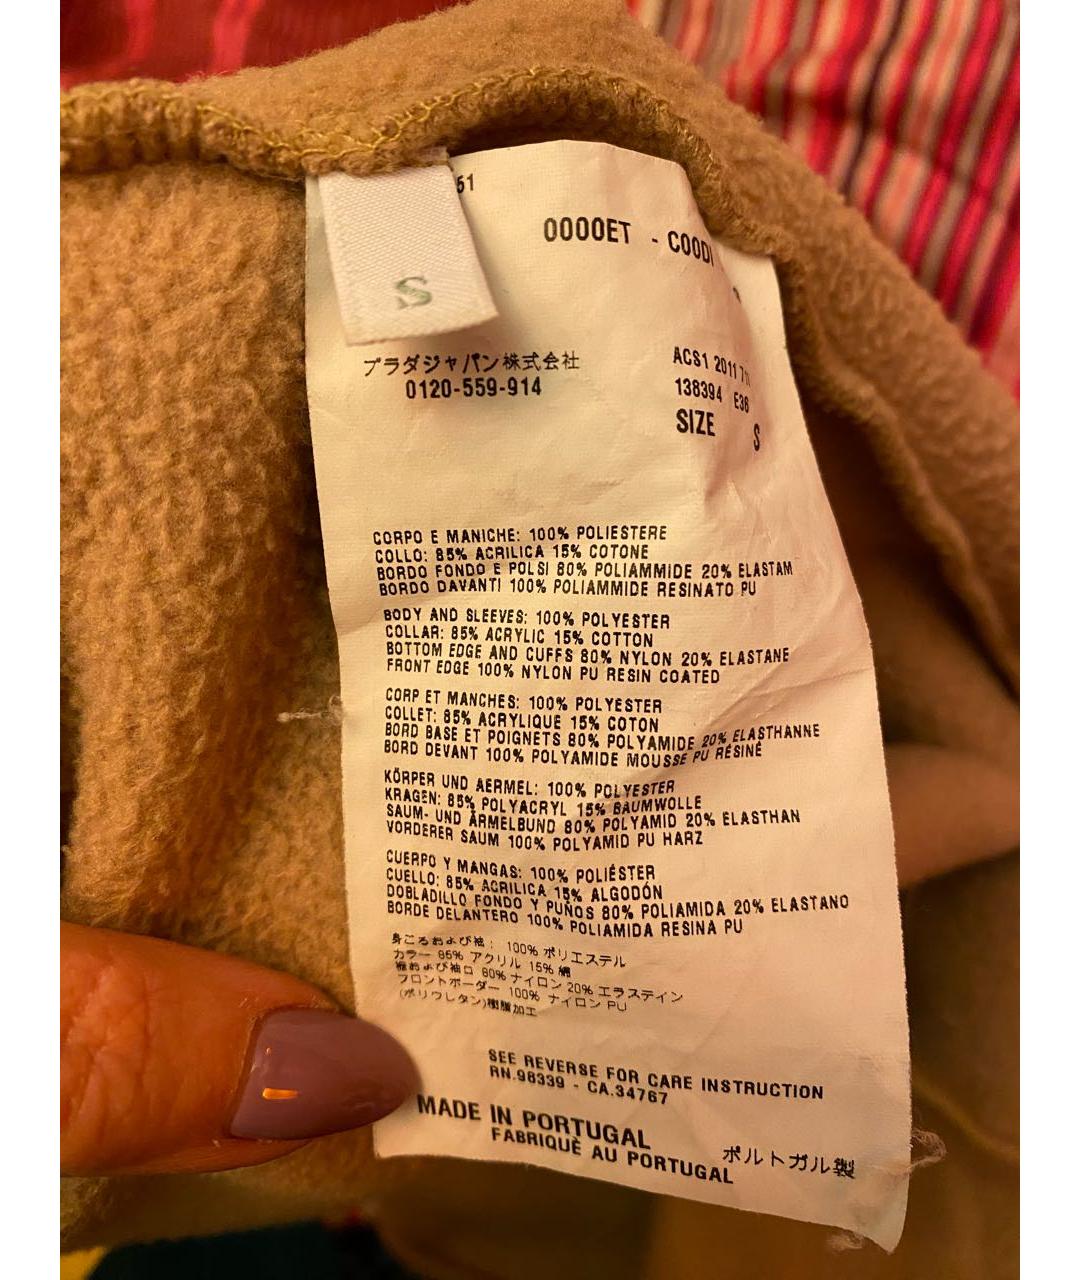 51
0000ET - COODI
S
プラダジャパン株式会社
0120-559-914
ACS1 2011
138394 E36
SIZE S
CORPO E MANICHE: 100% POLIESTERE
COLLO: 85% ACRILICA 15% COTONE
BORDO FONDO E POLSI 80% POLIAMMIDE 20% ELASTAM
BORDO DAVANTI 100% POLIAMMIDE RESINATO PU
BODY AND SLEEVES: 100% POLYESTER
COLLAR: 85% ACRYLIC 15% COTTON
BOTTOM EDGE AND CUFFS 80% NYLON 20% ELASTANE
FRONT EDGE 100% NYLON PU RESIN COATED
CORP ET MANCHES: 100% POLYESTER
COLLET: 85% ACRYLIQUE 15% COTON
BORD BASE ET POIGNETS 80% POLYAMIDE 20% ELASTHANNE
BORD DEVANT 100% POLYAMIDE MOUSSE PU RÉSINÉ
KÖRPER UND AERMEL: 100% POLYESTER
KRAGEN: 85% POLYACRYL 15% BAUMWOLLE
SAUM- UND ÄRMELBUND 80% POLYAMID 20% ELASTHAN
VORDERER SAUM 100% POLYAMID PU HARZ
CUERPO Y MANGAS: 100% POLIÉSTER
CUELLO: 85% ACRILICA 15% ALGODÓN
DOBLADILLO FONDO Y PUÑOS 80% POLIAMIDA 20% ELASTANO
BORDE DELANTERO 100% POLIAMIDA RESINA PU
身ごろおよび袖: 100% ポリエステル
カラー 85% アクリル 15% 綿
裾および袖口 80% ナイロン 20% エラステイン
フロントボーダー 100% ナイロン PU
(ポリウレタン)樹脂加工
SEE REVERSE FOR CARE INSTRUCTION
RN.98339 - CA.34767
MADE IN PORTUGAL
FABRIQUÈ AU PORTUGAL
ポルトガル製